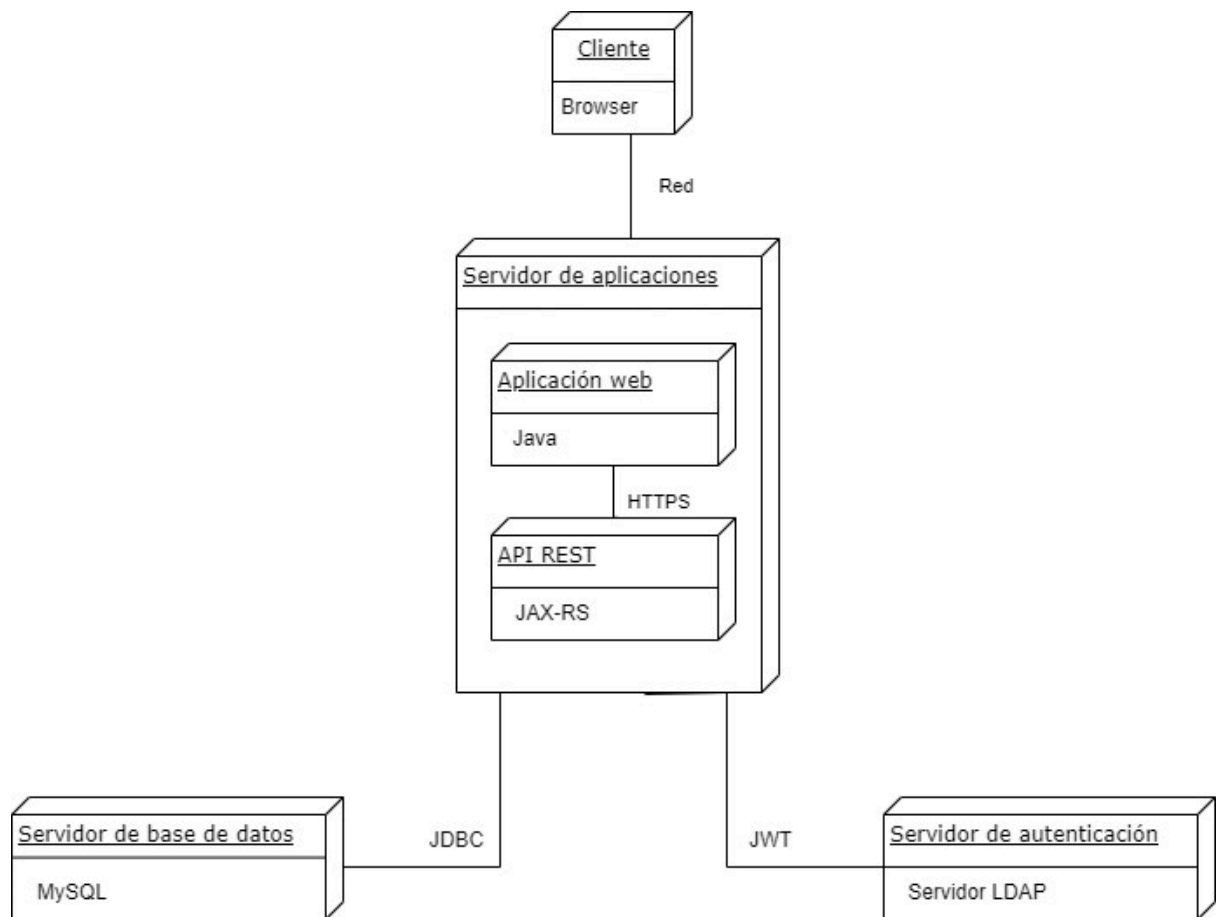 Cliente
Browser
Red
Servidor de aplicaciones
Aplicación web
Java
HTTPS
API REST
JAX-RS
Servidor de base de datos
MySQL
JDBC
JWT
Servidor de autenticación
Servidor LDAP